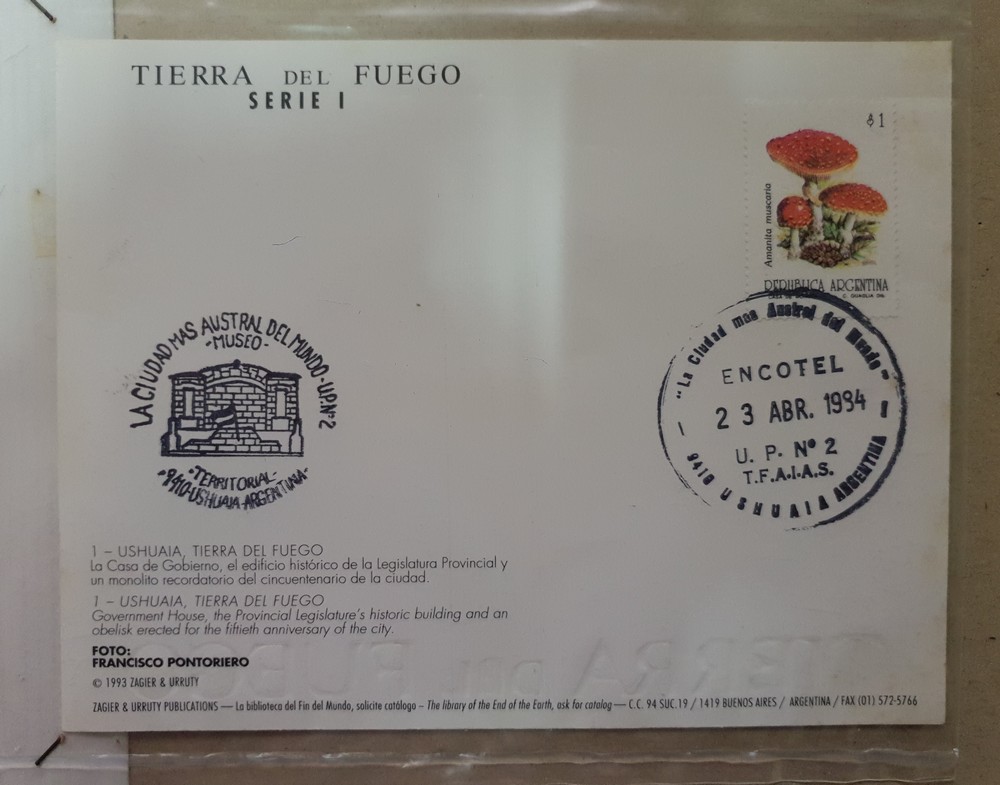 TIERRA DEL FUEGO
SERIE I
$ 1
Amanita muscaria
REPUBLICA ARGENTINA
C. QUAGLIA DIS.
LA CIUDAD MAS AUSTRAL DEL MUNDO-U.P.Nº2
-MUSEO-
-TERRITORIAL-
-9410-USHUAIA-ARGENTINA-
"La Ciudad mas Austral del Mundo"
ENCOTEL
23 ABR. 1994
U. P. Nº 2
T.F.A.I.A.S.
9410 USHUAIA ARGENTINA
1 – USHUAIA, TIERRA DEL FUEGO
La Casa de Gobierno, el edificio histórico de la Legislatura Provincial y
un monolito recordatorio del cincuentenario de la ciudad.
1 – USHUAIA, TIERRA DEL FUEGO
Government House, the Provincial Legislature's historic building and an
obelisk erected for the fiftieth anniversary of the city.
FOTO:
FRANCISCO PONTORIERO
© 1993 ZAGIER & URRUTY
ZAGIER & URRUTY PUBLICATIONS — La biblioteca del Fin del Mundo, solicite catálogo – The library of the End of the Earth, ask for catalog — C.C. 94 SUC.19 / 1419 BUENOS AIRES / ARGENTINA / FAX (01) 572-5766